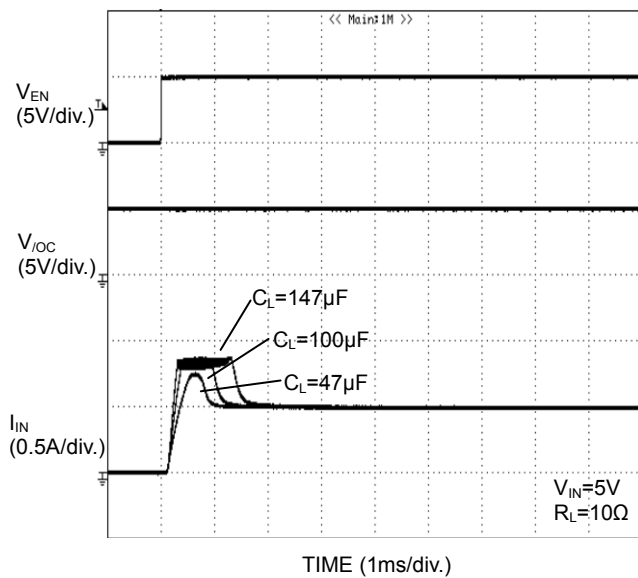 << Main:1M >>
VEN
(5V/div.)
T
V/OC
(5V/div.)
CL=147µF
CL=100µF
CL=47µF
IIN
(0.5A/div.)
VIN=5V
RL=10Ω
TIME (1ms/div.)